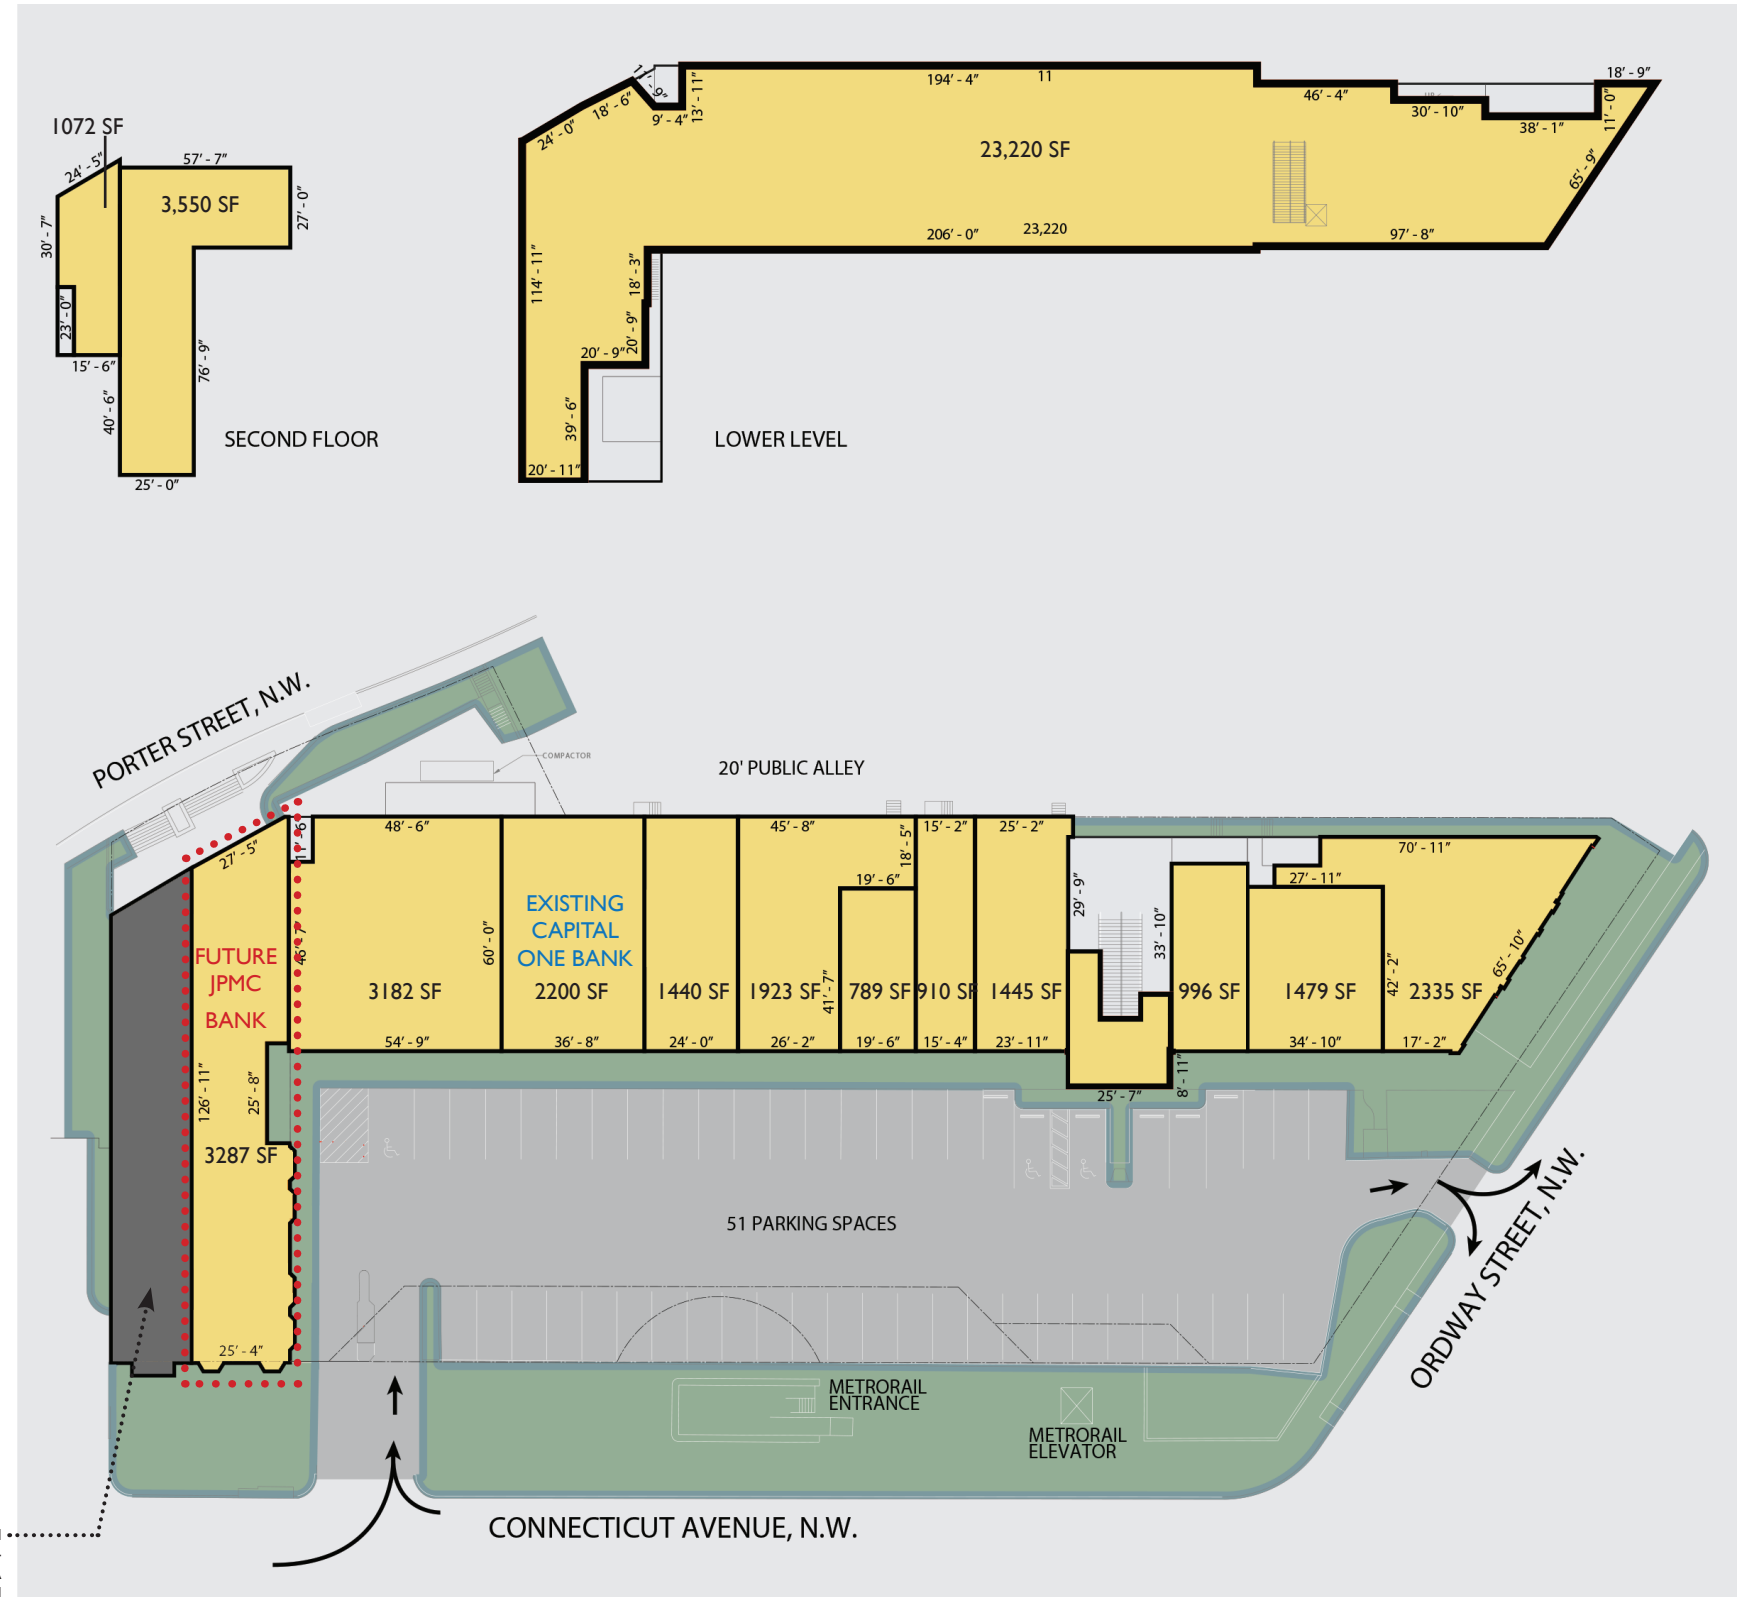 1072 SF
24' - 5"
57' - 7"
3,550 SF
27' - 0"
30' - 7"
23' - 0"
15' - 6"
40' - 6"
76' - 9"
25' - 0"
SECOND FLOOR
11' - 9"
18' - 6"
24' - 0"
9' - 4"
13' - 11"
194' - 4"
11
46' - 4"
30' - 10"
38' - 1"
18' - 9"
11' - 0"
65' - 9"
23,220 SF
206' - 0"
23,220
97' - 8"
114' - 11"
18' - 3"
20' - 9"
20' - 9"
39' - 6"
20' - 11"
LOWER LEVEL
PORTER STREET, N.W.
COMPACTOR
20' PUBLIC ALLEY
27' - 5"
11' - 6
48' - 6"
45' - 8"
18' - 5"
15' - 2"
25' - 2"
70' - 11"
19' - 6"
27' - 11"
29' - 9"
33' - 10"
46' - 7
60' - 0"
41' - 7"
42' - 2"
65' - 10"
FUTURE
JPMC
BANK
EXISTING
CAPITAL
ONE BANK
3182 SF
2200 SF
1440 SF
1923 SF
789 SF
910 SF
1445 SF
996 SF
1479 SF
2335 SF
54' - 9"
36' - 8"
24' - 0"
26' - 2"
19' - 6"
15' - 4"
23' - 11"
34' - 10"
17' - 2"
25' - 7"
8' - 11"
126' - 11"
25' - 8"
3287 SF
25' - 4"
51 PARKING SPACES
METRORAIL
ENTRANCE
METRORAIL
ELEVATOR
ORDWAY STREET, N.W.
CONNECTICUT AVENUE, N.W.